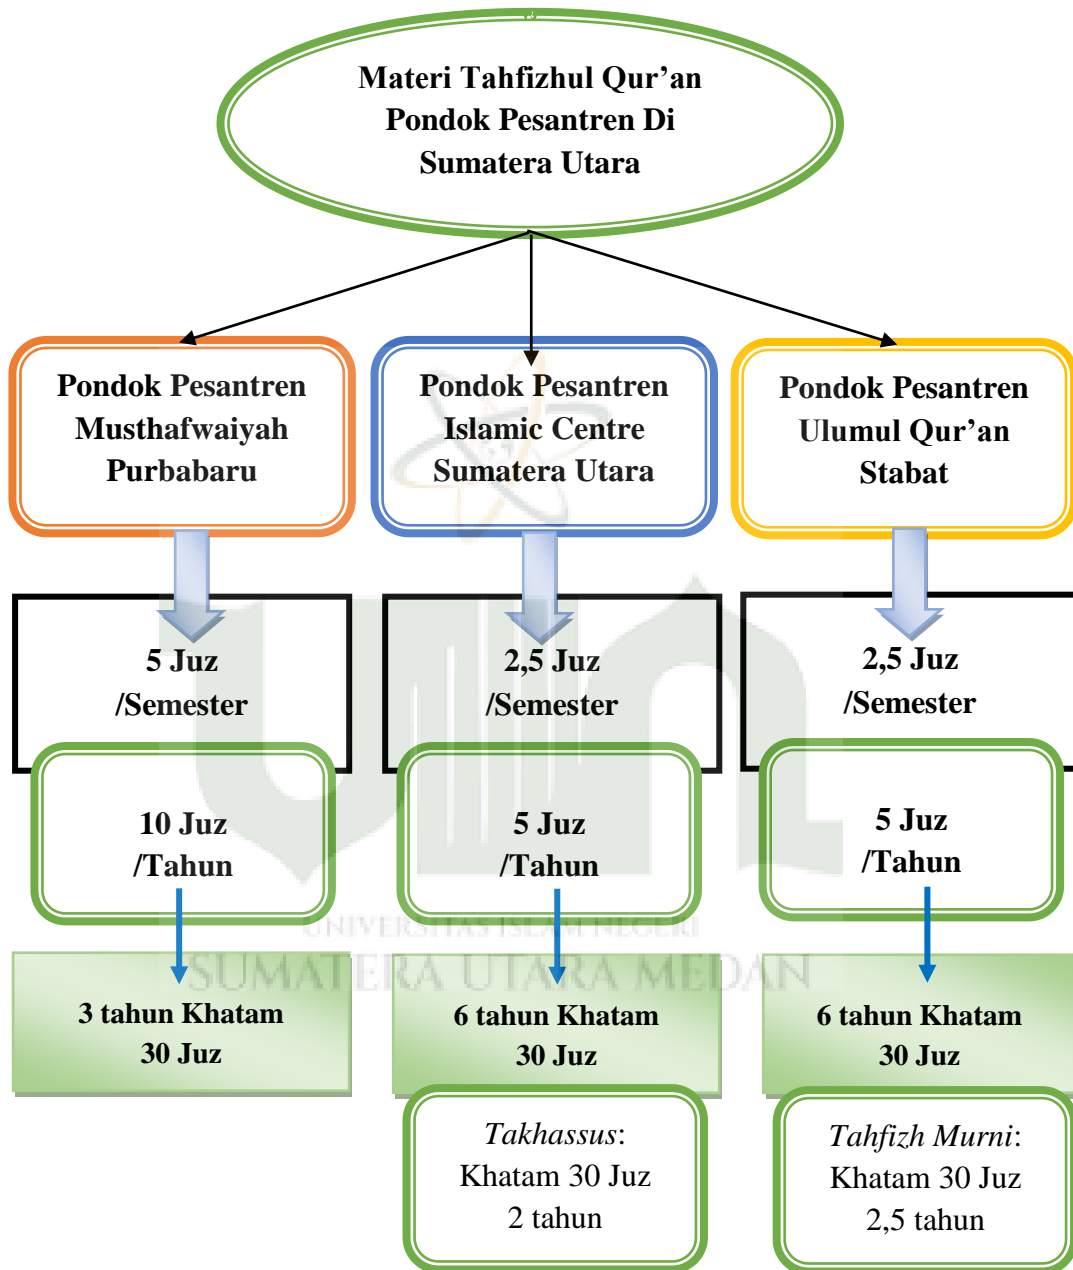 Materi Tahfizhul Qur’an
Pondok Pesantren Di
Sumatera Utara
Pondok Pesantren
Musthafwaiyah
Purbabaru
Pondok Pesantren
Islamic Centre
Sumatera Utara
Pondok Pesantren
Ulumul Qur’an
Stabat
5 Juz
/Semester
2,5 Juz
/Semester
2,5 Juz
/Semester
10 Juz
/Tahun
5 Juz
/Tahun
5 Juz
/Tahun
UNIVERSITAS ISLAM NEGERI
SUMATERA UTARA MEDAN
3 tahun Khatam
30 Juz
6 tahun Khatam
30 Juz
6 tahun Khatam
30 Juz
Takhassus:
Khatam 30 Juz
2 tahun
Tahfizh Murni:
Khatam 30 Juz
2,5 tahun